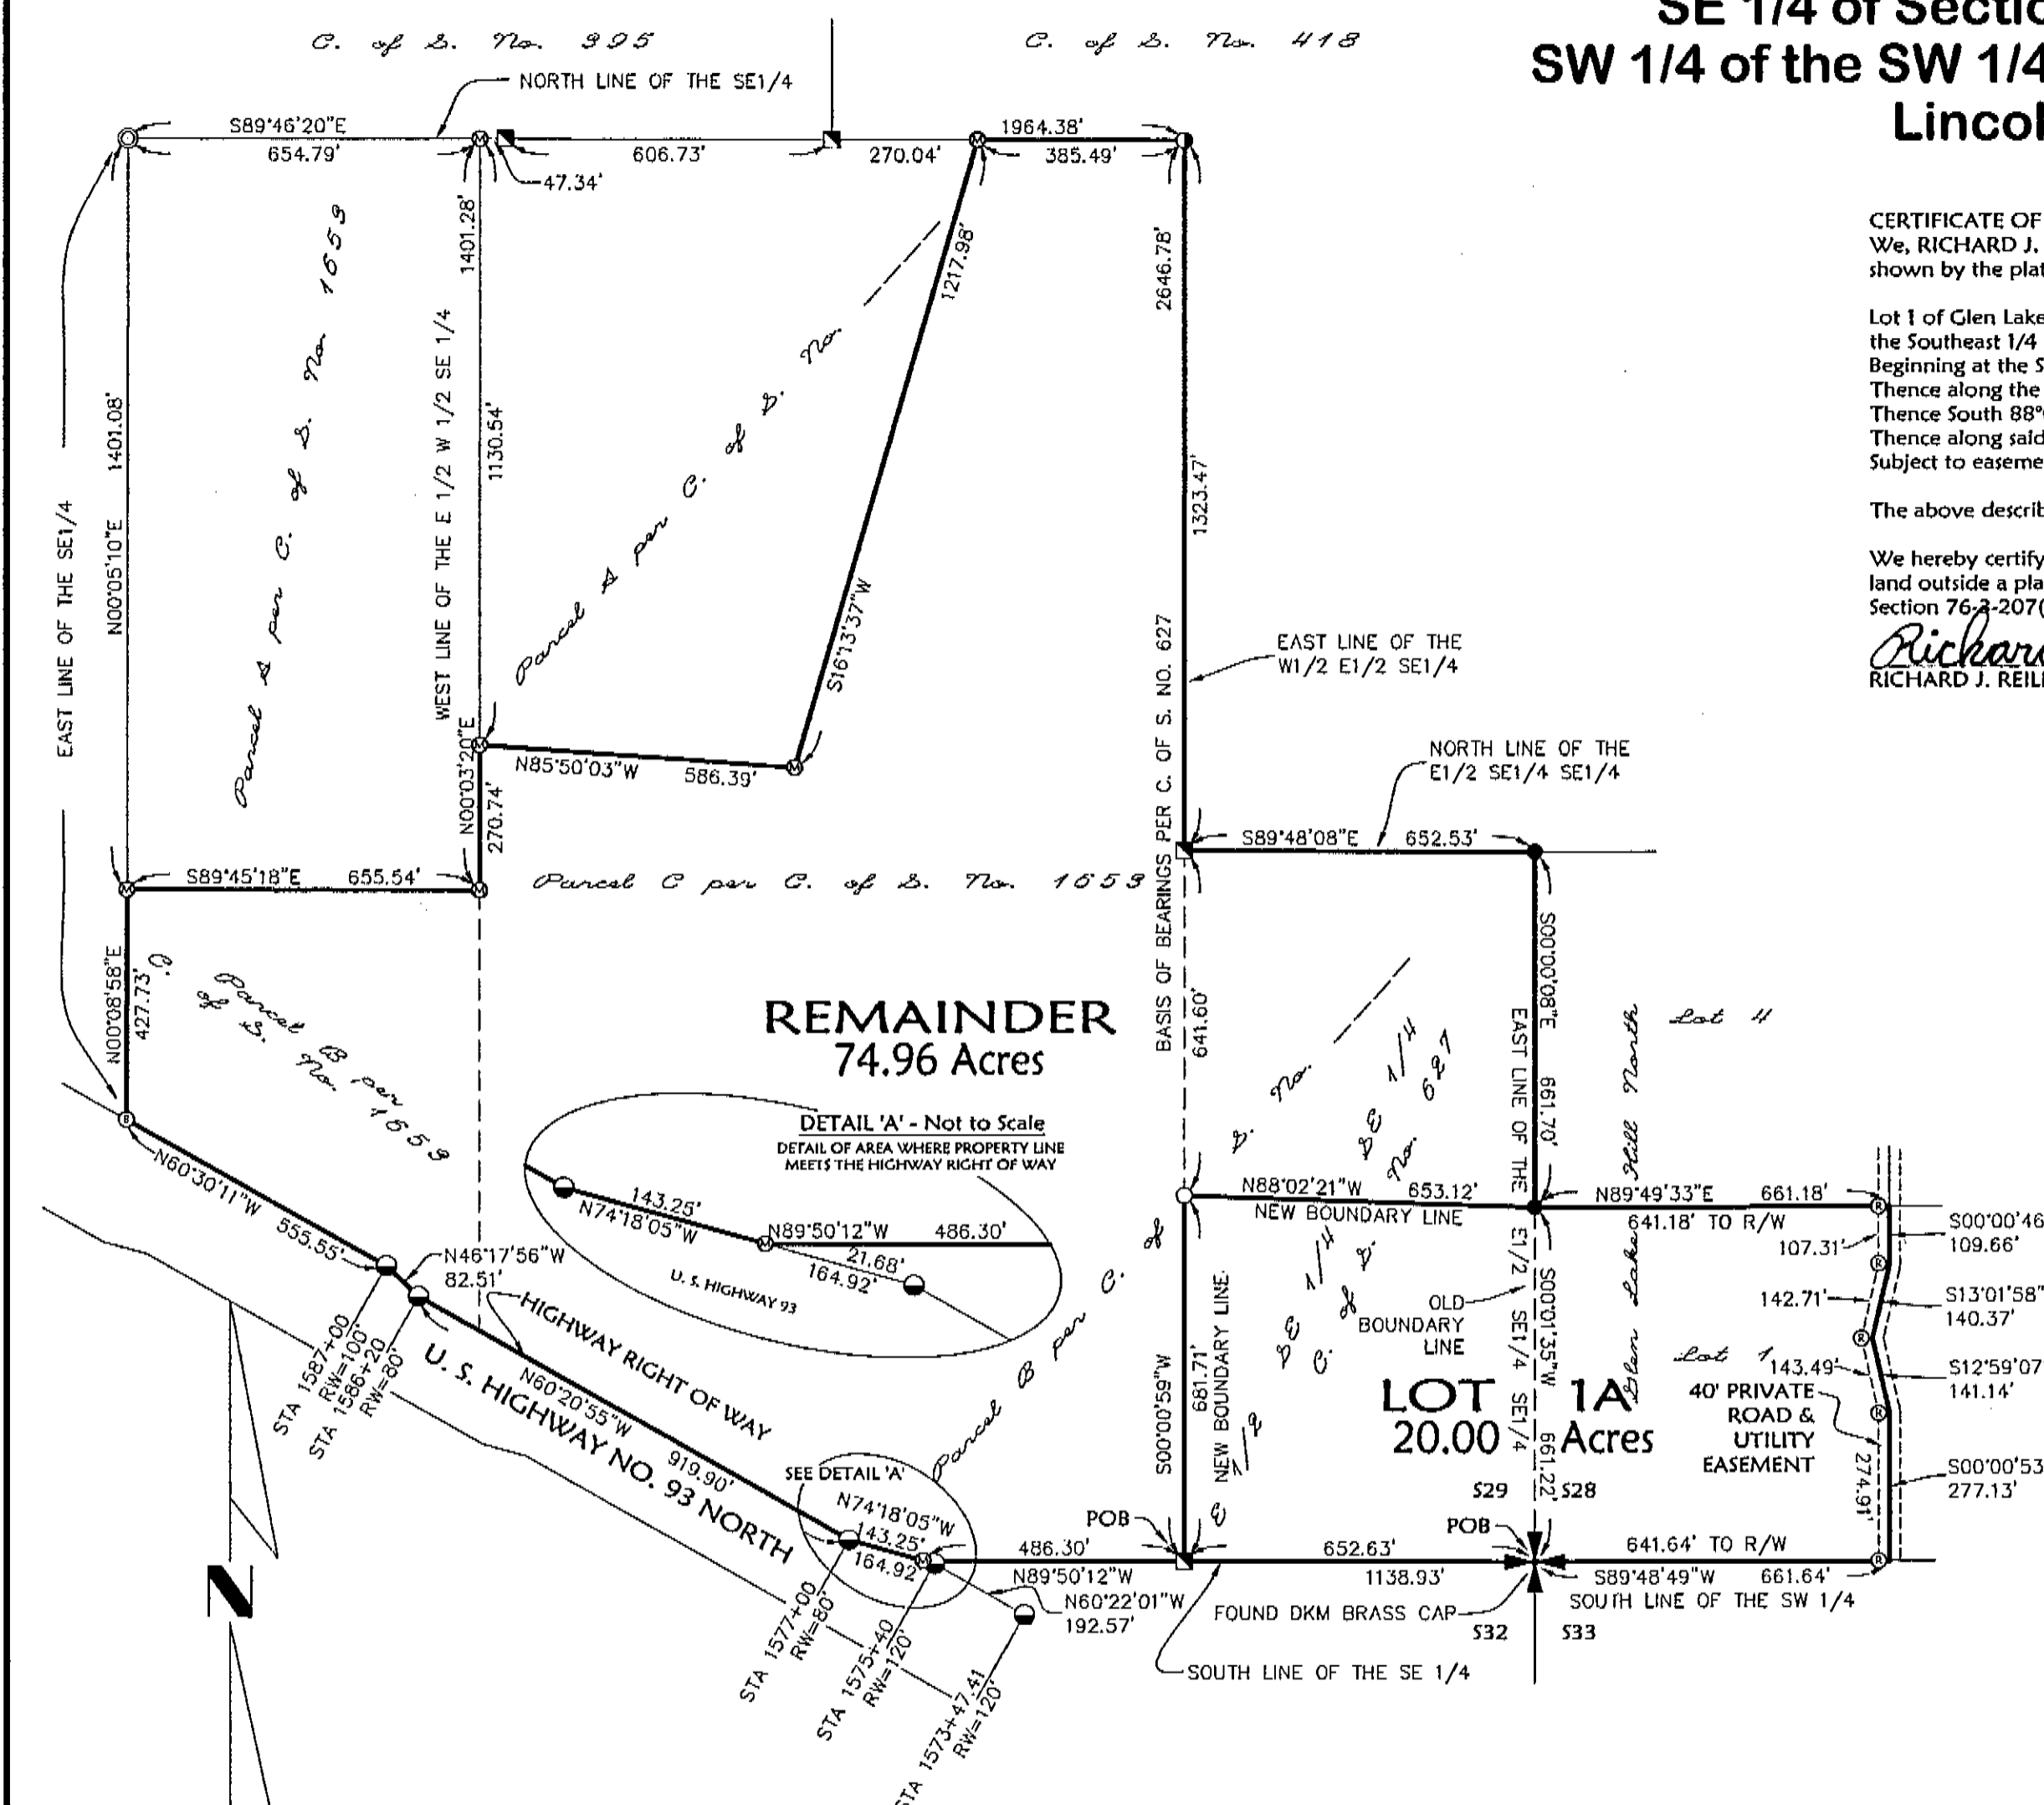 SE 1/4 of Sectio
SW 1/4 of the SW 1/4
Lincol
C. of S. No. 995
C. of S. No. 418
NORTH LINE OF THE SE1/4
S89°46'20"E
654.79'
47.34'
606.73'
270.04'
1964.38'
385.49'
CERTIFICATE OF
We, RICHARD J.
shown by the plat
Lot 1 of Glen Lake
the Southeast 1/4
Beginning at the S
Thence along the
Thence South 88°
Thence along said
Subject to easeme
The above describ
We hereby certify
land outside a pla
Section 76-3-207(
Richard
RICHARD J. REIL
EAST LINE OF THE SE1/4
N00°05'10"E 1401.08'
Parcel A per C. of S. No 1653
WEST LINE OF THE E 1/2 W 1/2 SE 1/4
1401.28'
1130.54'
Parcel A per C. of S. No.
1217.98'
S16°13'37"W
2646.78'
1323.47'
BASIS OF BEARINGS PER C. OF S. NO. 627
EAST LINE OF THE
W1/2 E1/2 SE1/4
NORTH LINE OF THE
E1/2 SE1/4 SE1/4
N85°50'03"W 586.39'
N00°03'20"E
270.74'
S89°45'18"E 655.54'
Parcel C per C. of S. No. 1653
S89°48'08"E 652.53'
N00°08'58"E
427.73'
Parcel B per C.
of S. No. 1653
REMAINDER
74.96 Acres
641.60'
S00°00'08"E 661.70'
EAST LINE OF THE E1/2 SE1/4 SE1/4
Glen Lake Hill North
Lot 4
DETAIL 'A' - Not to Scale
DETAIL OF AREA WHERE PROPERTY LINE
MEETS THE HIGHWAY RIGHT OF WAY
143.25'
N74°18'05"W
N89°50'12"W 486.30'
21.68'
164.92'
U. S. HIGHWAY 93
N60°30'11"W 555.55'
N46°17'56"W
82.51'
HIGHWAY RIGHT OF WAY
N60°20'55"W 919.90'
U. S. HIGHWAY NO. 93 NORTH
STA 1587+00
RW=100'
STA 1586+20
RW=80'
N88°02'21"W 653.12'
NEW BOUNDARY LINE
N89°49'33"E 661.18'
641.18' TO R/W
107.31'
S00°00'46
109.66'
142.71'
S13°01'58"
140.37'
143.49'
S12°59'07
141.14'
274.91'
S00°00'53
277.13'
OLD
BOUNDARY
LINE
S00°01'35"W 661.22'
Parcel B per C. of S. No.
E 1/2 SE 1/4 SE 1/4
C. of S. No. 627
S00°00'59"W 681.71'
NEW BOUNDARY LINE
Lot 1
LOT 1A
20.00 Acres
40' PRIVATE
ROAD &
UTILITY
EASEMENT
S29 S28
SEE DETAIL 'A'
N74°18'05"W
143.25'
164.92
POB
POB
486.30'
N89°50'12"W
652.63'
1138.93'
641.64' TO R/W
S89°48'49"W 661.64'
SOUTH LINE OF THE SW 1/4
N60°22'01"W
192.57'
FOUND DKM BRASS CAP
S32 S33
SOUTH LINE OF THE SE 1/4
STA 1577+00
RW=80'
STA 1575+40
RW=120'
STA 1573+47.41
RW=120'
N